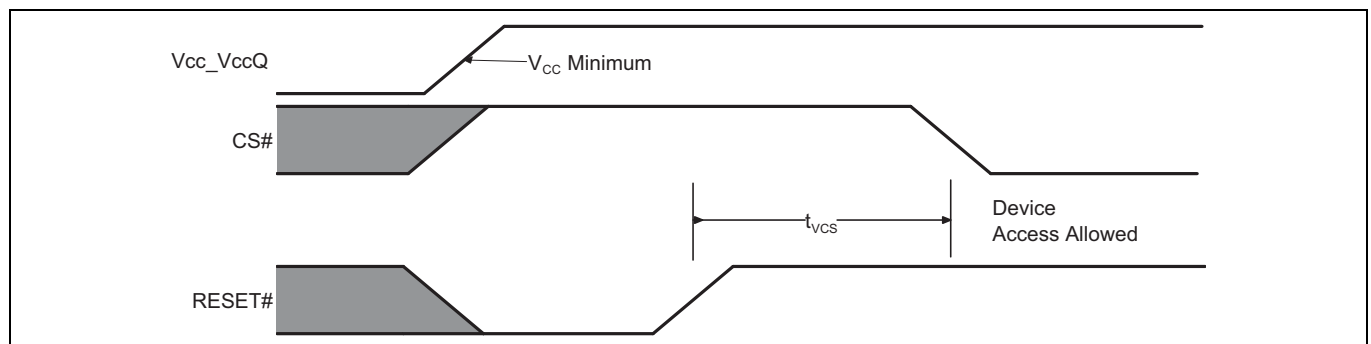 Vcc_VccQ
VCC Minimum
CS#
tVCS
Device
Access Allowed
RESET#